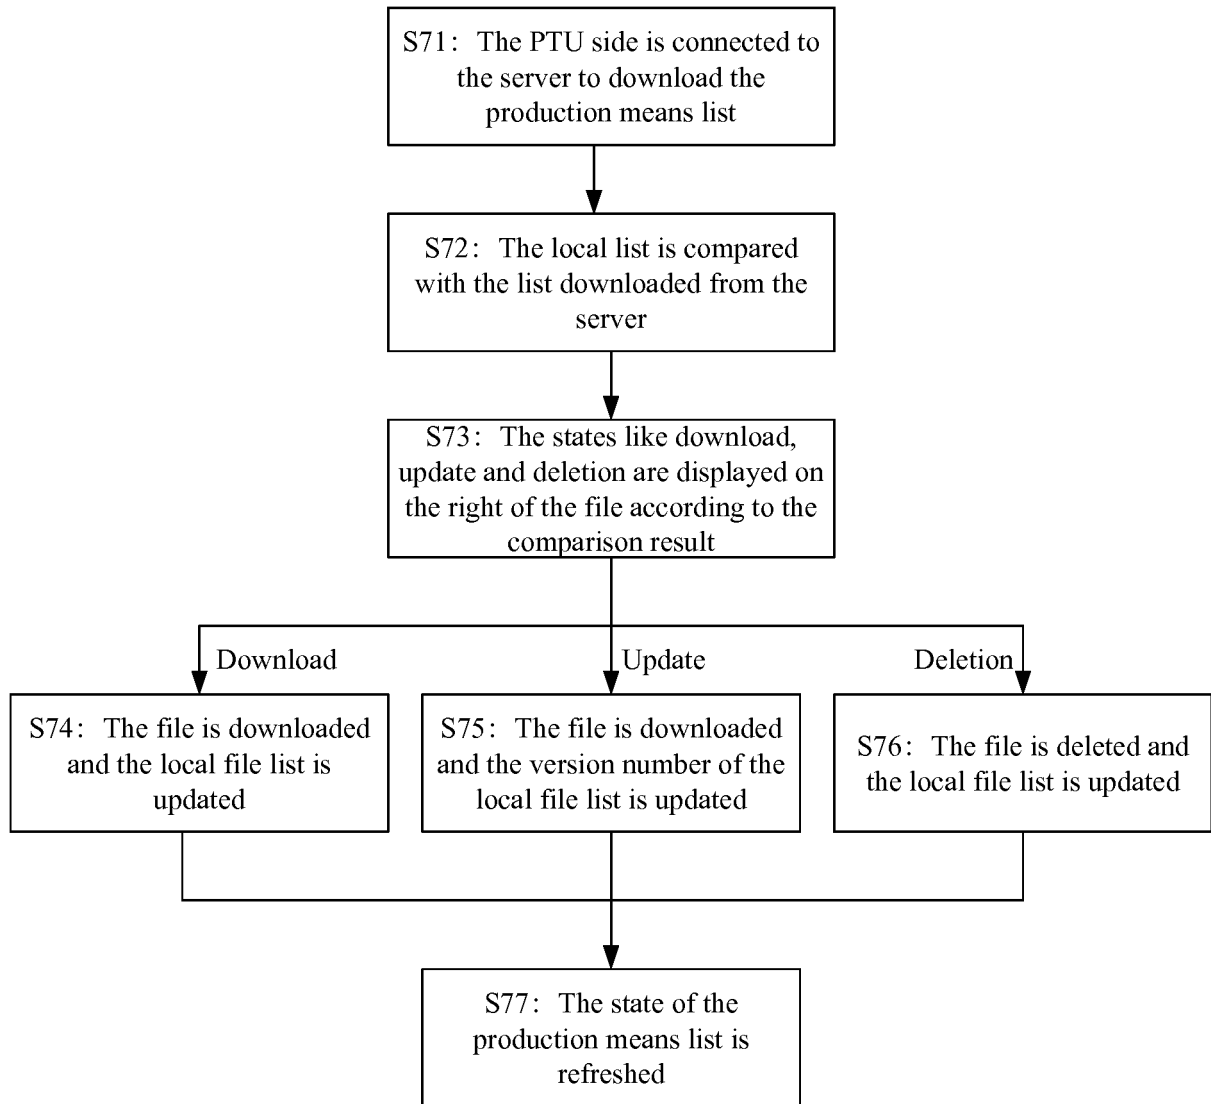 S71: The PTU side is connected to
the server to download the
production means list
S72: The local list is compared
with the list downloaded from the
server
S73: The states like download,
update and deletion are displayed on
the right of the file according to the
comparison result
Download
Update
Deletion
S74: The file is downloaded
and the local file list is
updated
S75: The file is downloaded
and the version number of the
local file list is updated
S76: The file is deleted and
the local file list is updated
S77: The state of the
production means list is
refreshed